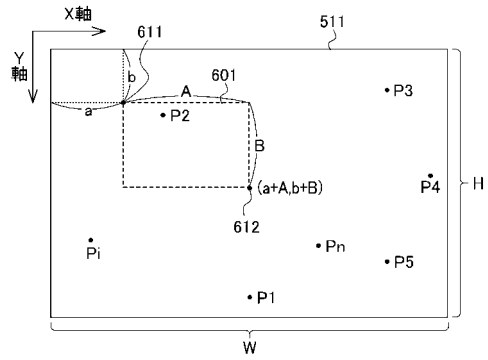 X軸
611
511
Y
軸
b
A
601
P3
a
P2
B
(a+A,b+B)
P4
H
612
Pi
Pn
P5
P1
W